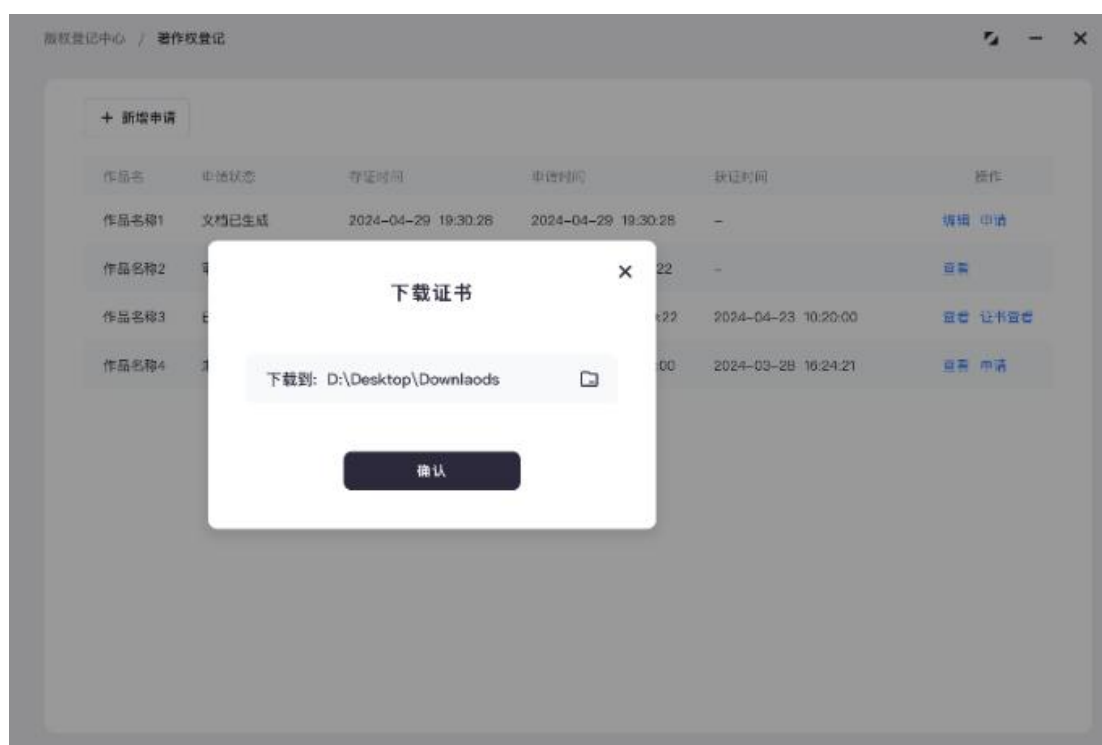 版权登记中心 / 著作权登记
+ 新增申请
作品名 申请状态 存证时间 申请时间 获证时间 操作
作品名称1 文档已生成 2024-04-29 19:30:28 2024-04-29 19:30:28 - 编辑 申请
作品名称2 22 - 查看
作品名称3 :22 2024-04-23 10:20:00 查看 证书查看
作品名称4 :00 2024-03-28 16:24:21 查看 申请
下载证书
下载到: D:\Desktop\Downlaods
确认